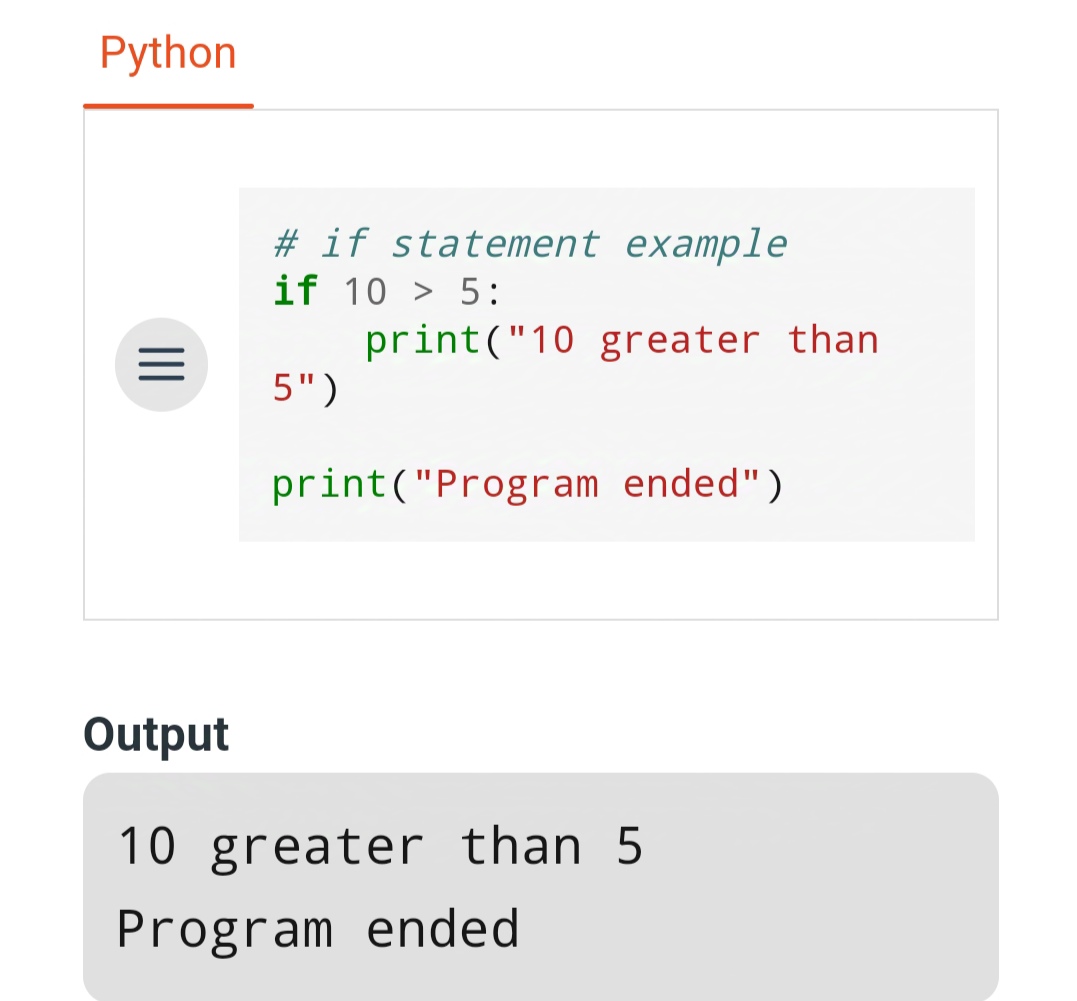 Python
# if statement example
if 10 > 5:
    print("10 greater than
5")
print("Program ended")
Output
10 greater than 5
Program ended